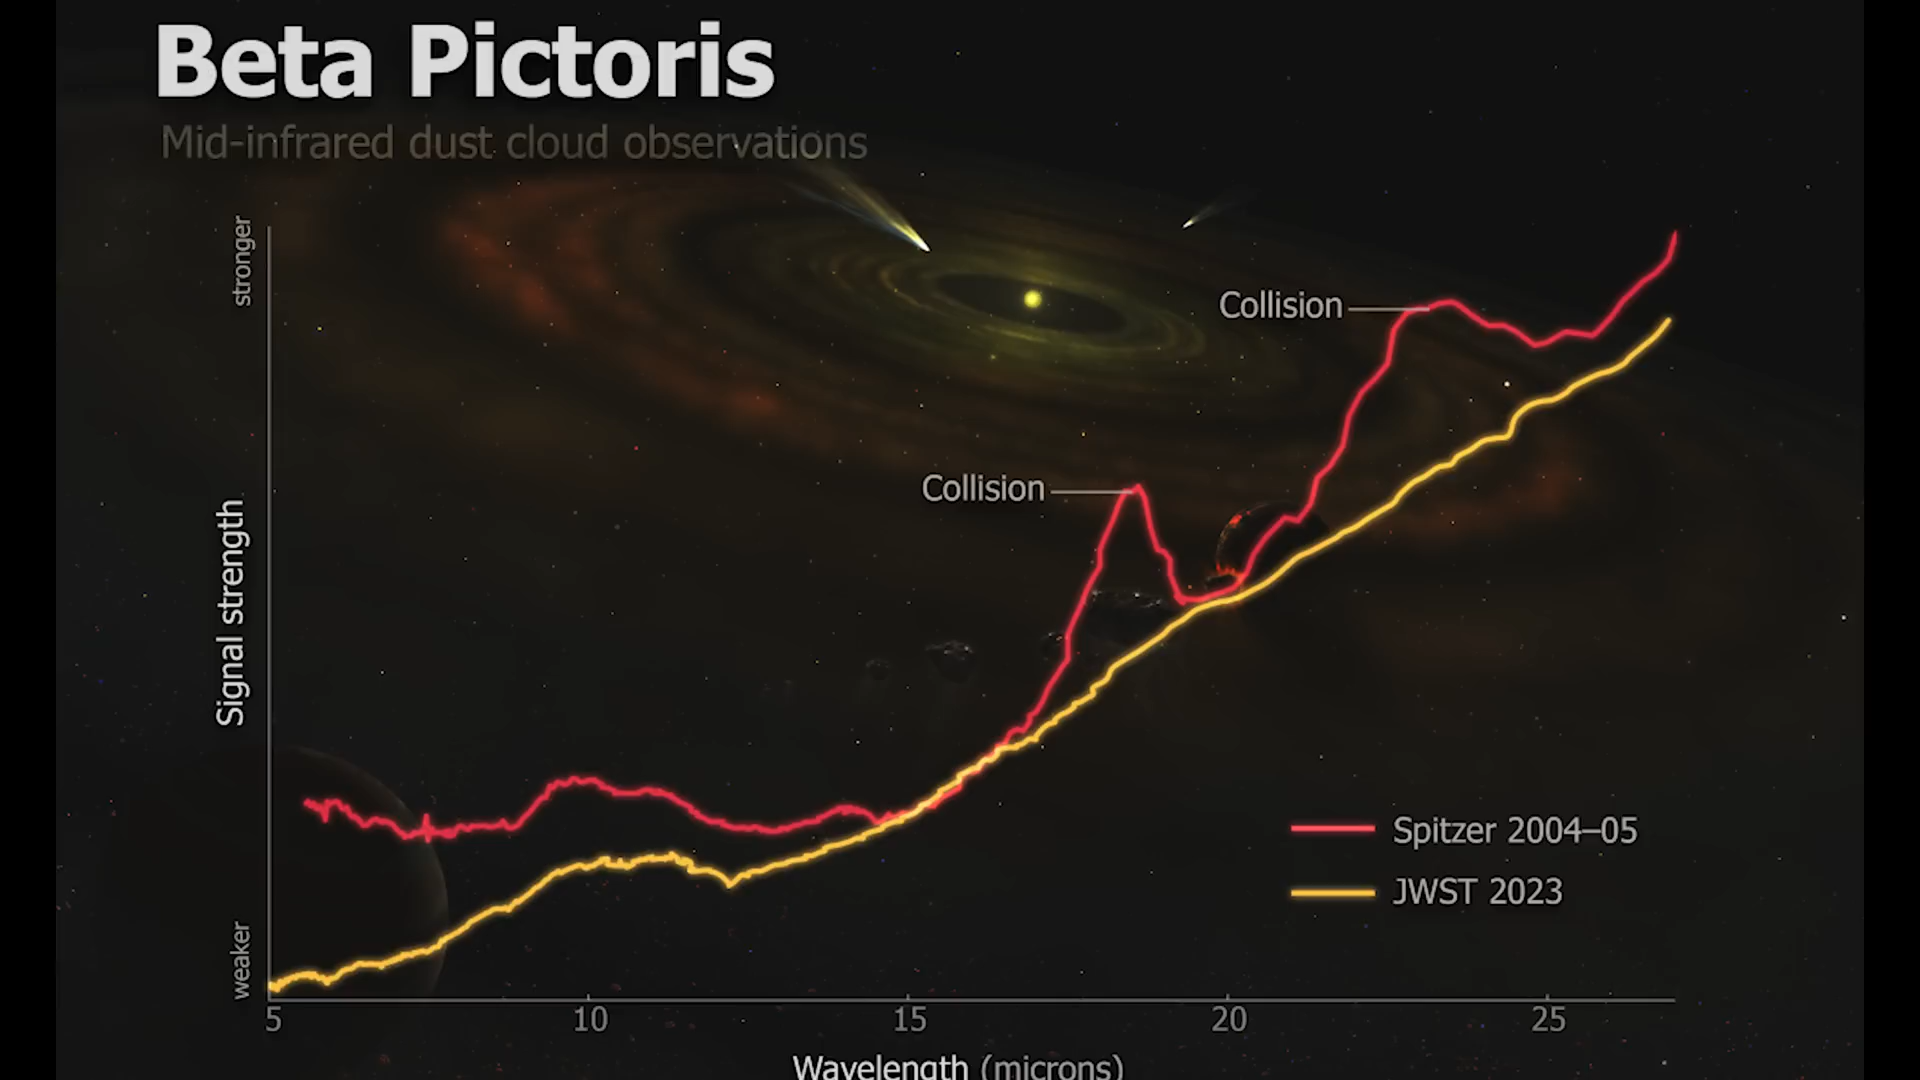 Beta Pictoris
Mid-infrared dust cloud observations
stronger
Collision
Collision
Signal strength
Spitzer 2004–05
JWST 2023
weaker
5 10 15 20 25
Wavelength (microns)